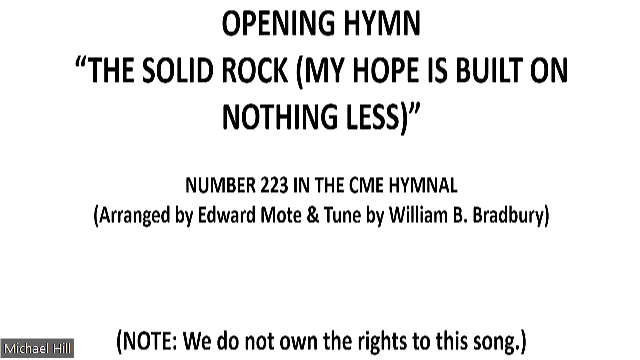 OPENING HYMN
“THE SOLID ROCK (MY HOPE IS BUILT ON
NOTHING LESS)”
NUMBER 223 IN THE CME HYMNAL
(Arranged by Edward Mote & Tune by William B. Bradbury)
Michael Hill
(NOTE: We do not own the rights to this song.)